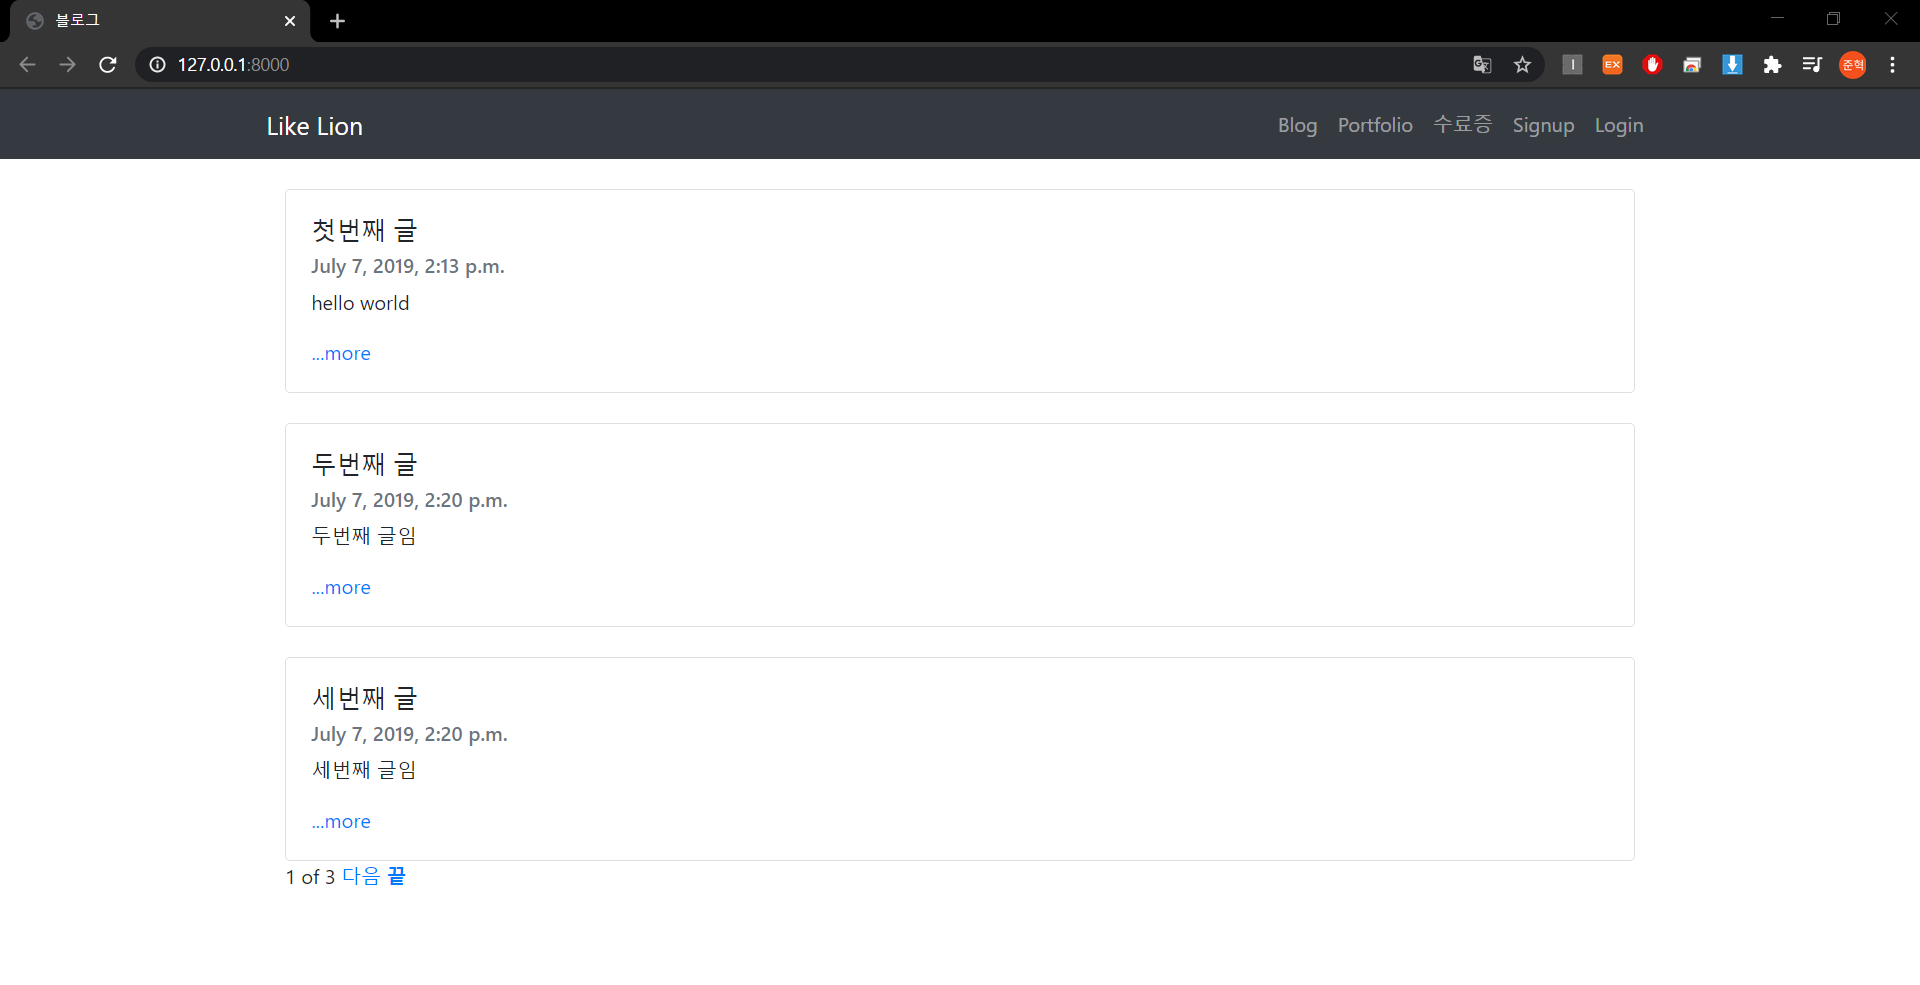 블로그
127.0.0.1:8000
EX
준혁
Like Lion
Blog Portfolio 수료증 Signup Login
첫번째 글
July 7, 2019, 2:13 p.m.
hello world
...more
두번째 글
July 7, 2019, 2:20 p.m.
두번째 글임
...more
세번째 글
July 7, 2019, 2:20 p.m.
세번째 글임
...more
1 of 3 다음 끝